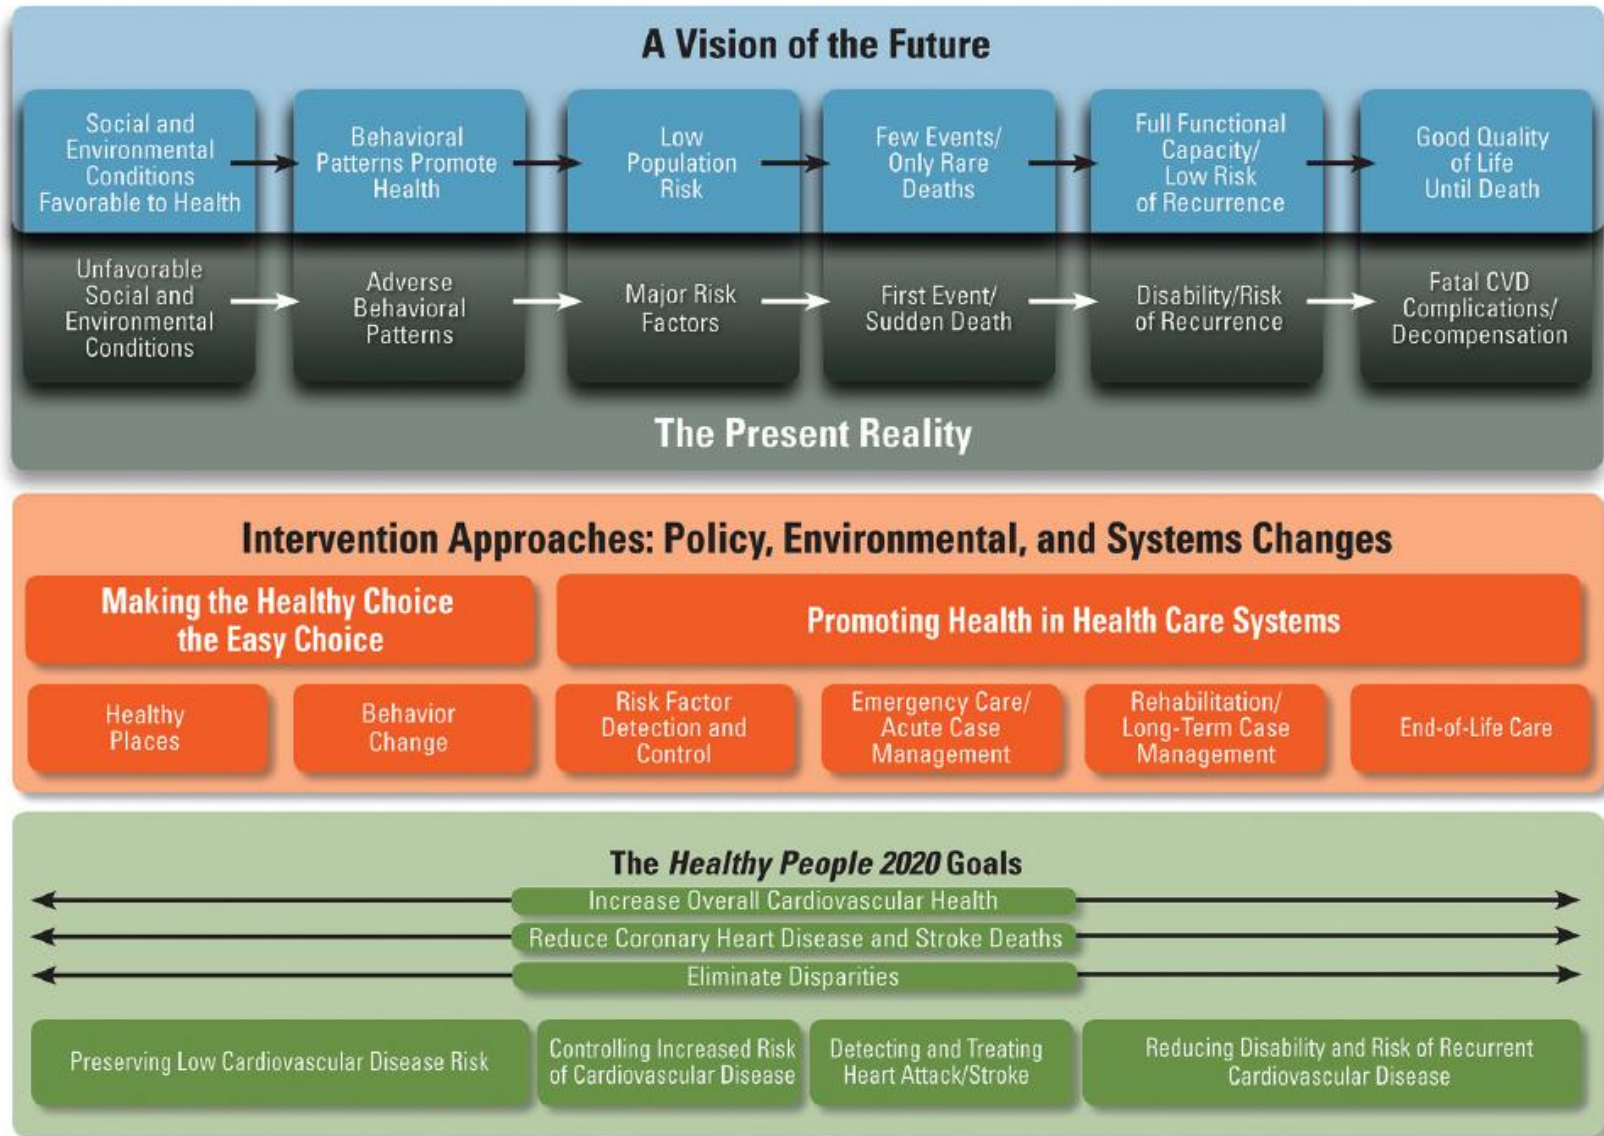 A Vision of the Future
Social and
Environmental
Conditions
Favorable to Health
Behavioral
Patterns Promote
Health
Low
Population
Risk
Few Events/
Only Rare
Deaths
Full Functional
Capacity/
Low Risk
of Recurrence
Good Quality
of Life
Until Death
Unfavorable
Social and
Environmental
Conditions
Adverse
Behavioral
Patterns
Major Risk
Factors
First Event/
Sudden Death
Disability/Risk
of Recurrence
Fatal CVD
Complications/
Decompensation
The Present Reality
Intervention Approaches: Policy, Environmental, and Systems Changes
Making the Healthy Choice
the Easy Choice
Promoting Health in Health Care Systems
Healthy
Places
Behavior
Change
Risk Factor
Detection and
Control
Emergency Care/
Acute Case
Management
Rehabilitation/
Long-Term Case
Management
End-of-Life Care
The Healthy People 2020 Goals
Increase Overall Cardiovascular Health
Reduce Coronary Heart Disease and Stroke Deaths
Eliminate Disparities
Preserving Low Cardiovascular Disease Risk
Controlling Increased Risk
of Cardiovascular Disease
Detecting and Treating
Heart Attack/Stroke
Reducing Disability and Risk of Recurrent
Cardiovascular Disease